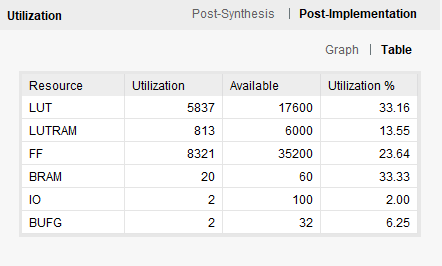 Utilization Post-Synthesis | Post-Implementation
Graph | Table
Resource Utilization Available Utilization %
LUT 5837 17600 33.16
LUTRAM 813 6000 13.55
FF 8321 35200 23.64
BRAM 20 60 33.33
IO 2 100 2.00
BUFG 2 32 6.25